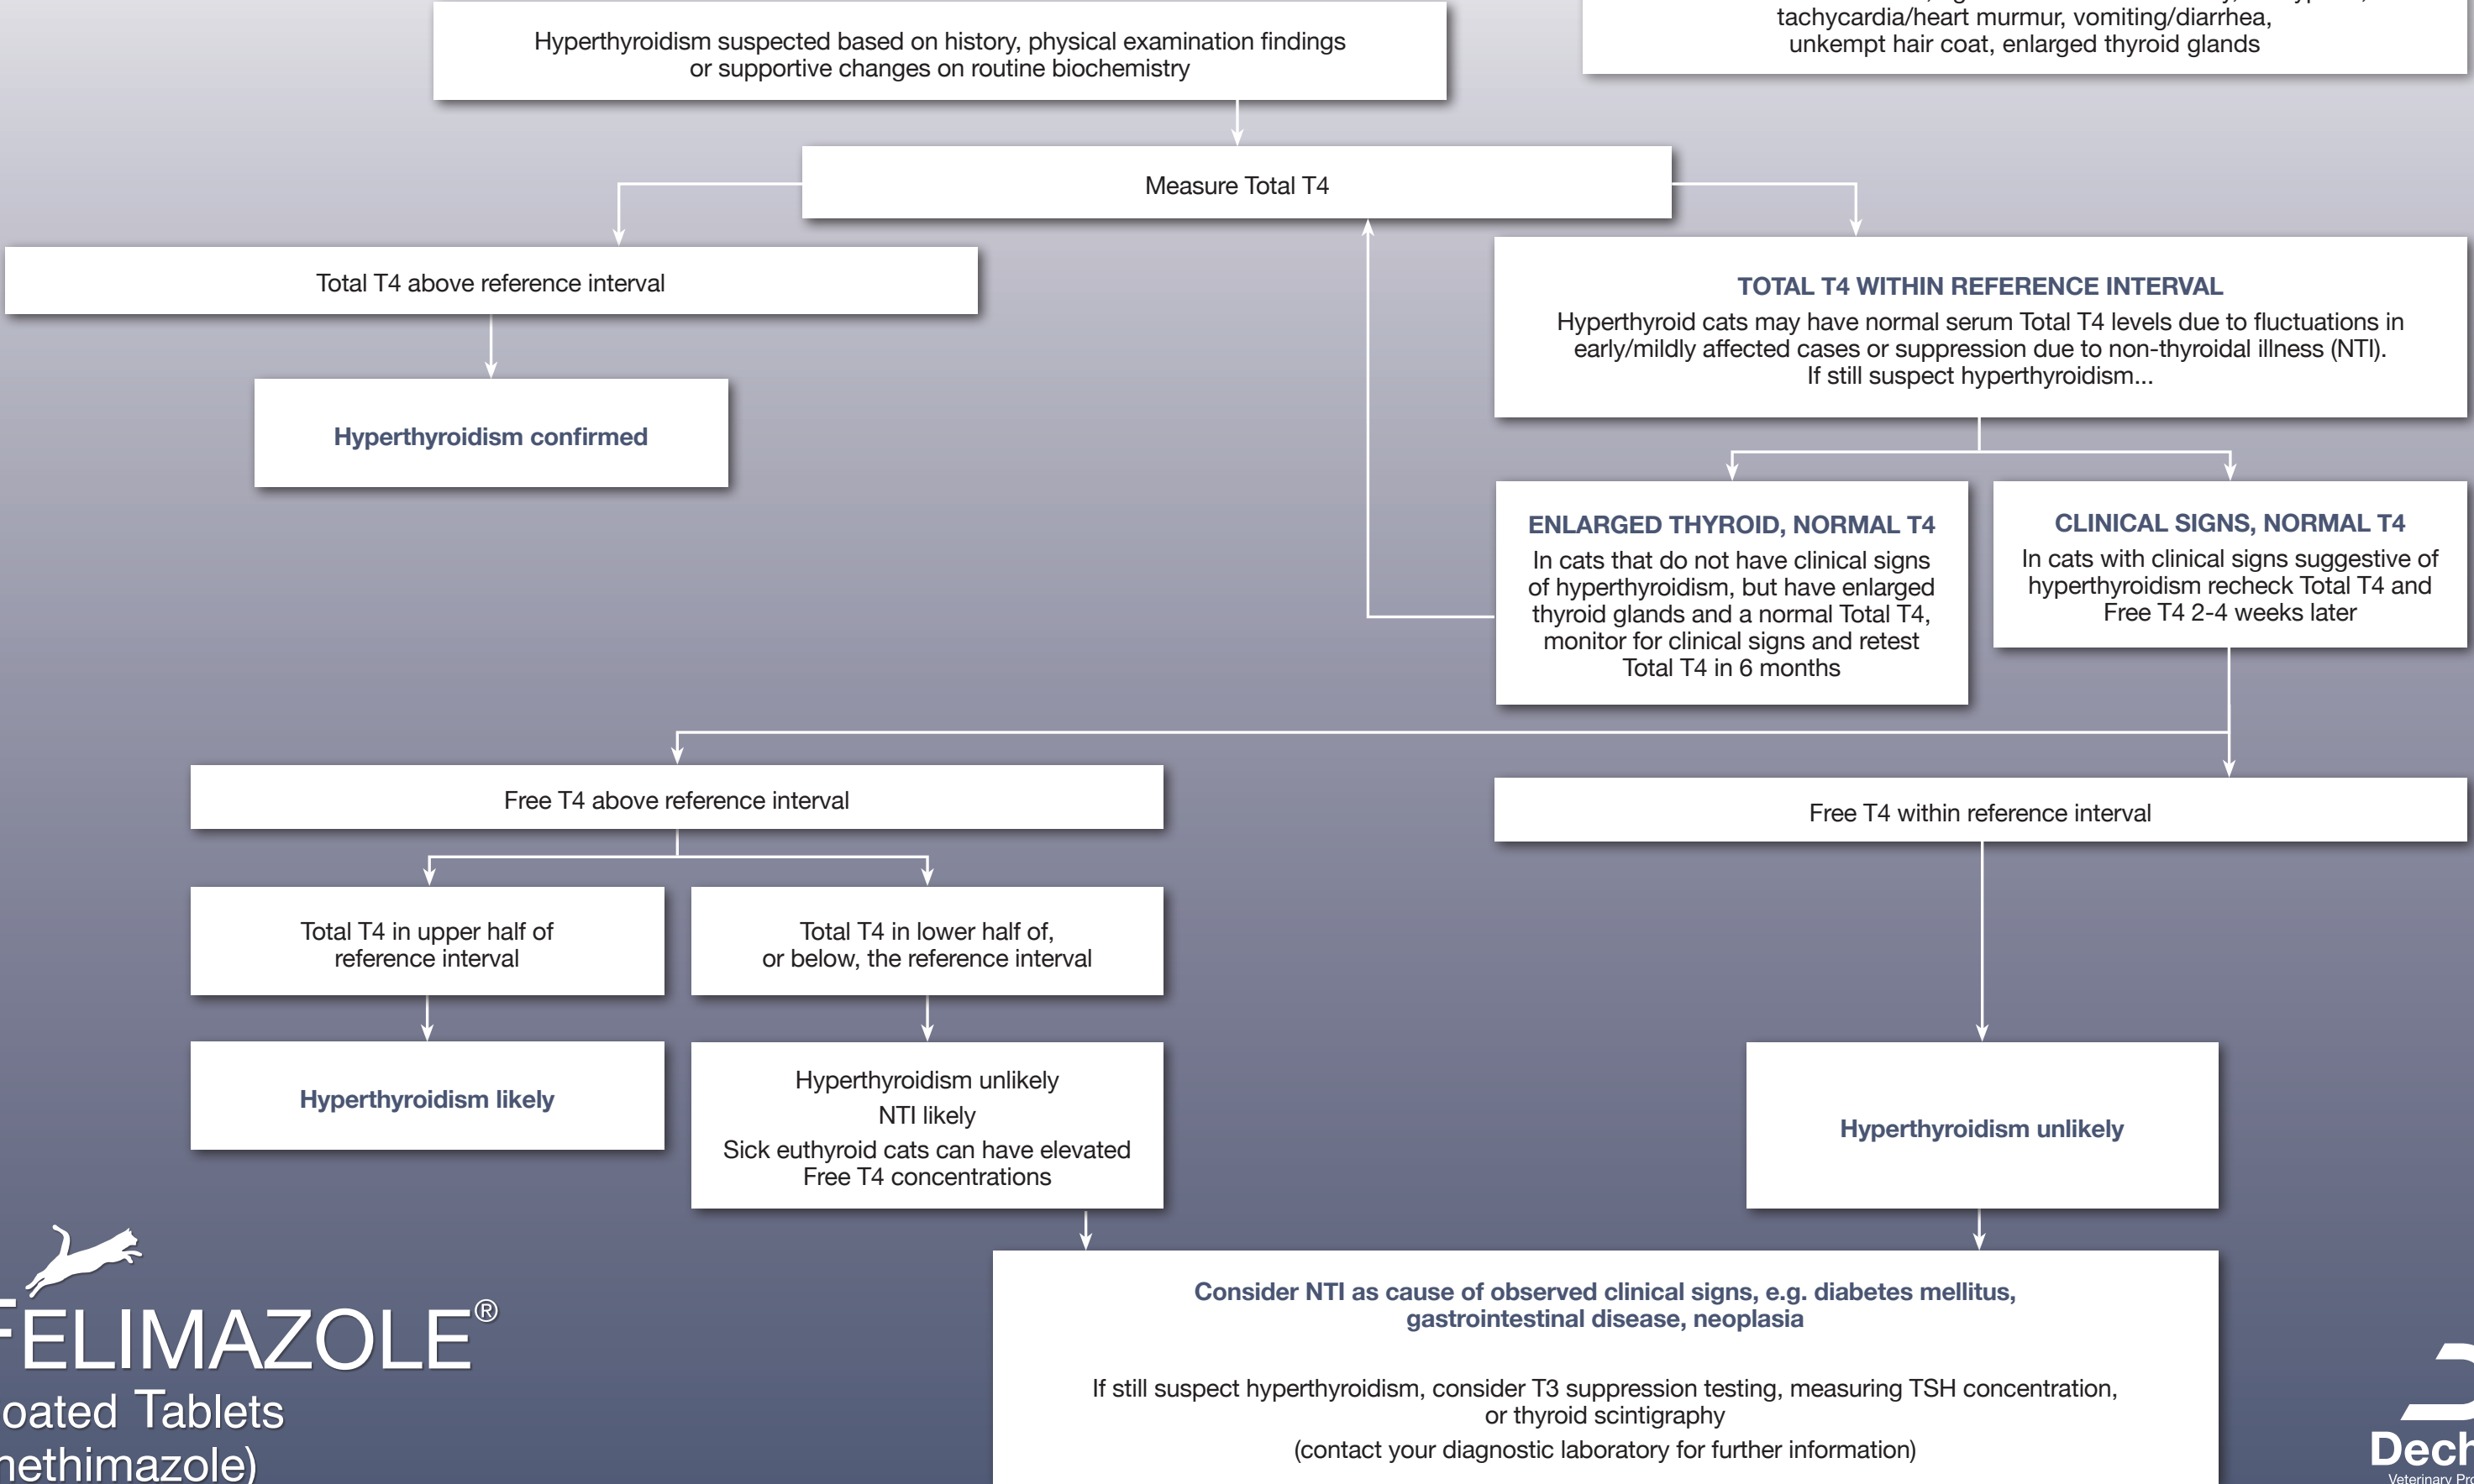 tachycardia/heart murmur, vomiting/diarrhea,
unkempt hair coat, enlarged thyroid glands
Hyperthyroidism suspected based on history, physical examination findings
or supportive changes on routine biochemistry
Measure Total T4
Total T4 above reference interval
Hyperthyroidism confirmed
TOTAL T4 WITHIN REFERENCE INTERVAL
Hyperthyroid cats may have normal serum Total T4 levels due to fluctuations in
early/mildly affected cases or suppression due to non-thyroidal illness (NTI).
If still suspect hyperthyroidism...
ENLARGED THYROID, NORMAL T4
In cats that do not have clinical signs
of hyperthyroidism, but have enlarged
thyroid glands and a normal Total T4,
monitor for clinical signs and retest
Total T4 in 6 months
CLINICAL SIGNS, NORMAL T4
In cats with clinical signs suggestive of
hyperthyroidism recheck Total T4 and
Free T4 2-4 weeks later
Free T4 above reference interval
Free T4 within reference interval
Total T4 in upper half of
reference interval
Total T4 in lower half of,
or below, the reference interval
Hyperthyroidism likely
Hyperthyroidism unlikely
NTI likely
Sick euthyroid cats can have elevated
Free T4 concentrations
Hyperthyroidism unlikely
Consider NTI as cause of observed clinical signs, e.g. diabetes mellitus,
gastrointestinal disease, neoplasia
If still suspect hyperthyroidism, consider T3 suppression testing, measuring TSH concentration,
or thyroid scintigraphy
(contact your diagnostic laboratory for further information)
FELIMAZOLE®
oated Tablets
nethimazole)
Dech
Veterinary Pro